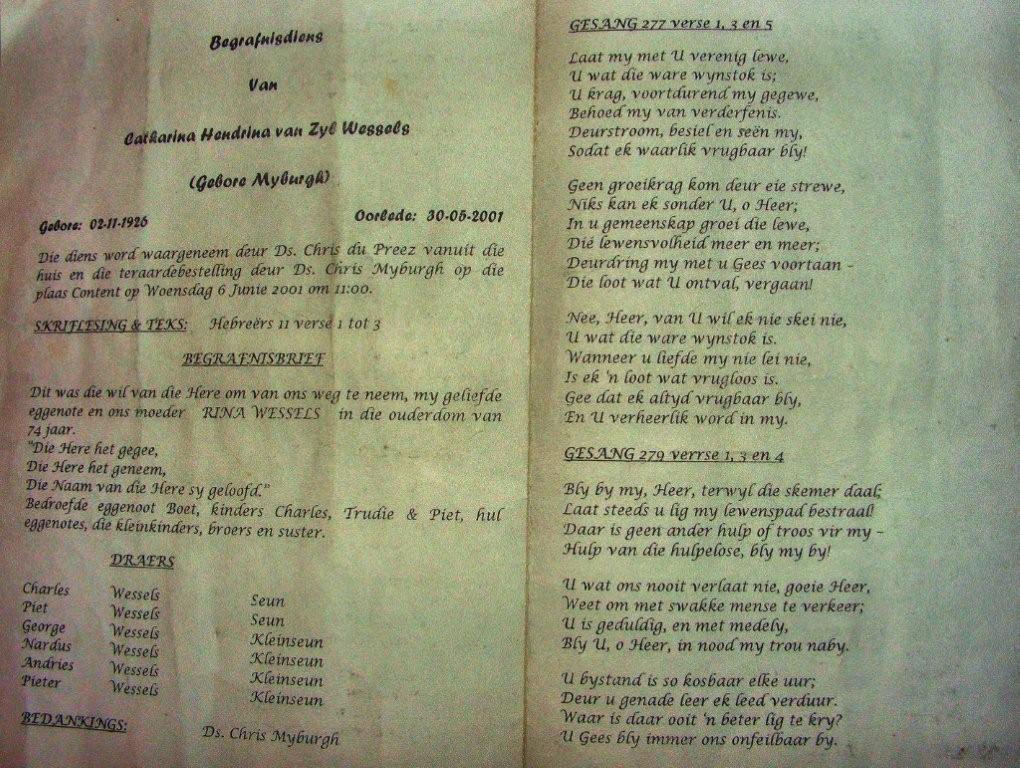 Begrafnisdiens
Van
Catharina Hendrina van Zyl Wessels
(Gebore Myburgh)
Gebore: 02-11-1926 Oorlede: 30-05-2001
Die diens word waargeneem deur Ds. Chris du Preez vanuit die
huis en die teraardebestelling deur Ds. Chris Myburgh op die
plaas Content op Woensdag 6 Junie 2001 om 11:00.
SKRIFLESING & TEKS: Hebreërs 11 verse 1 tot 3
BEGRAFNISBRIEF
Dit was die wil van die Here om van ons weg te neem, my geliefde
eggenote en ons moeder RINA WESSELS in die ouderdom van
74 jaar.
"Die Here het gegee,
Die Here het geneem,
Die Naam van die Here sy geloofd."
Bedroefde eggenoot Boet, kinders Charles, Trudie & Piet, hul
eggenotes, die kleinkinders, broers en suster.
DRAERS
Charles Wessels Seun
Piet Wessels Seun
George Wessels Kleinseun
Nardus Wessels Kleinseun
Andries Wessels Kleinseun
Pieter Wessels Kleinseun
BEDANKINGS: Ds. Chris Myburgh
GESANG 277 verse 1, 3 en 5
Laat my met U verenig lewe,
U wat die ware wynstok is;
U krag, voortdurend my gegewe,
Behoed my van verderfenis.
Deurstroom, besiel en seën my,
Sodat ek waarlik vrugbaar bly!
Geen groeikrag kom deur eie strewe,
Niks kan ek sonder U, o Heer;
In u gemeenskap groei die lewe,
Dié lewensvolheid meer en meer;
Deurdring my met u Gees voortaan –
Die loot wat U ontval, vergaan!
Nee, Heer, van U wil ek nie skei nie,
U wat die ware wynstok is.
Wanneer u liefde my nie lei nie,
Is ek 'n loot wat vrugloos is.
Gee dat ek altyd vrugbaar bly,
En U verheerlik word in my.
GESANG 279 verrse 1, 3 en 4
Bly by my, Heer, terwyl die skemer daal;
Laat steeds u lig my lewenspad bestraal!
Daar is geen ander hulp of troos vir my –
Hulp van die hulpelose, bly my by!
U wat ons nooit verlaat nie, goeie Heer,
Weet om met swakke mense te verkeer;
U is geduldig, en met medely,
Bly U, o Heer, in nood my trou naby.
U bystand is so kosbaar elke uur;
Deur u genade leer ek leed verduur.
Waar is daar ooit 'n beter lig te kry?
U Gees bly immer ons onfeilbaar by.